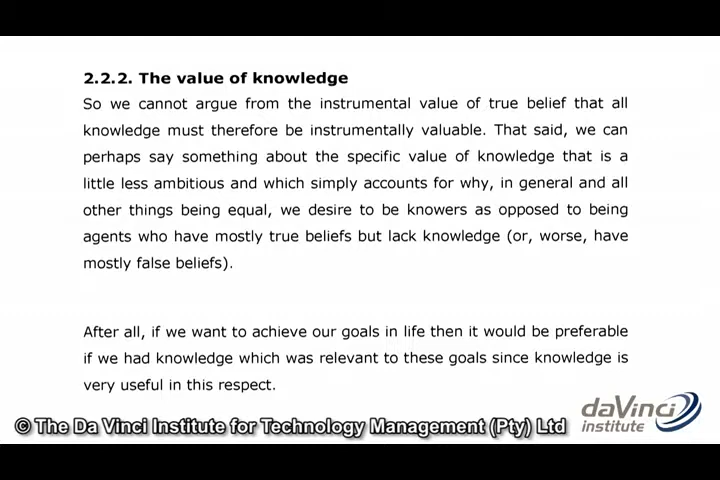 2.2.2. The value of knowledge
So we cannot argue from the instrumental value of true belief that all
knowledge must therefore be instrumentally valuable. That said, we can
perhaps say something about the specific value of knowledge that is a
little less ambitious and which simply accounts for why, in general and all
other things being equal, we desire to be knowers as opposed to being
agents who have mostly true beliefs but lack knowledge (or, worse, have
mostly false beliefs).
After all, if we want to achieve our goals in life then it would be preferable
if we had knowledge which was relevant to these goals since knowledge is
very useful in this respect.
daVinci
institute
© The Da Vinci Institute for Technology Management (Pty) Ltd